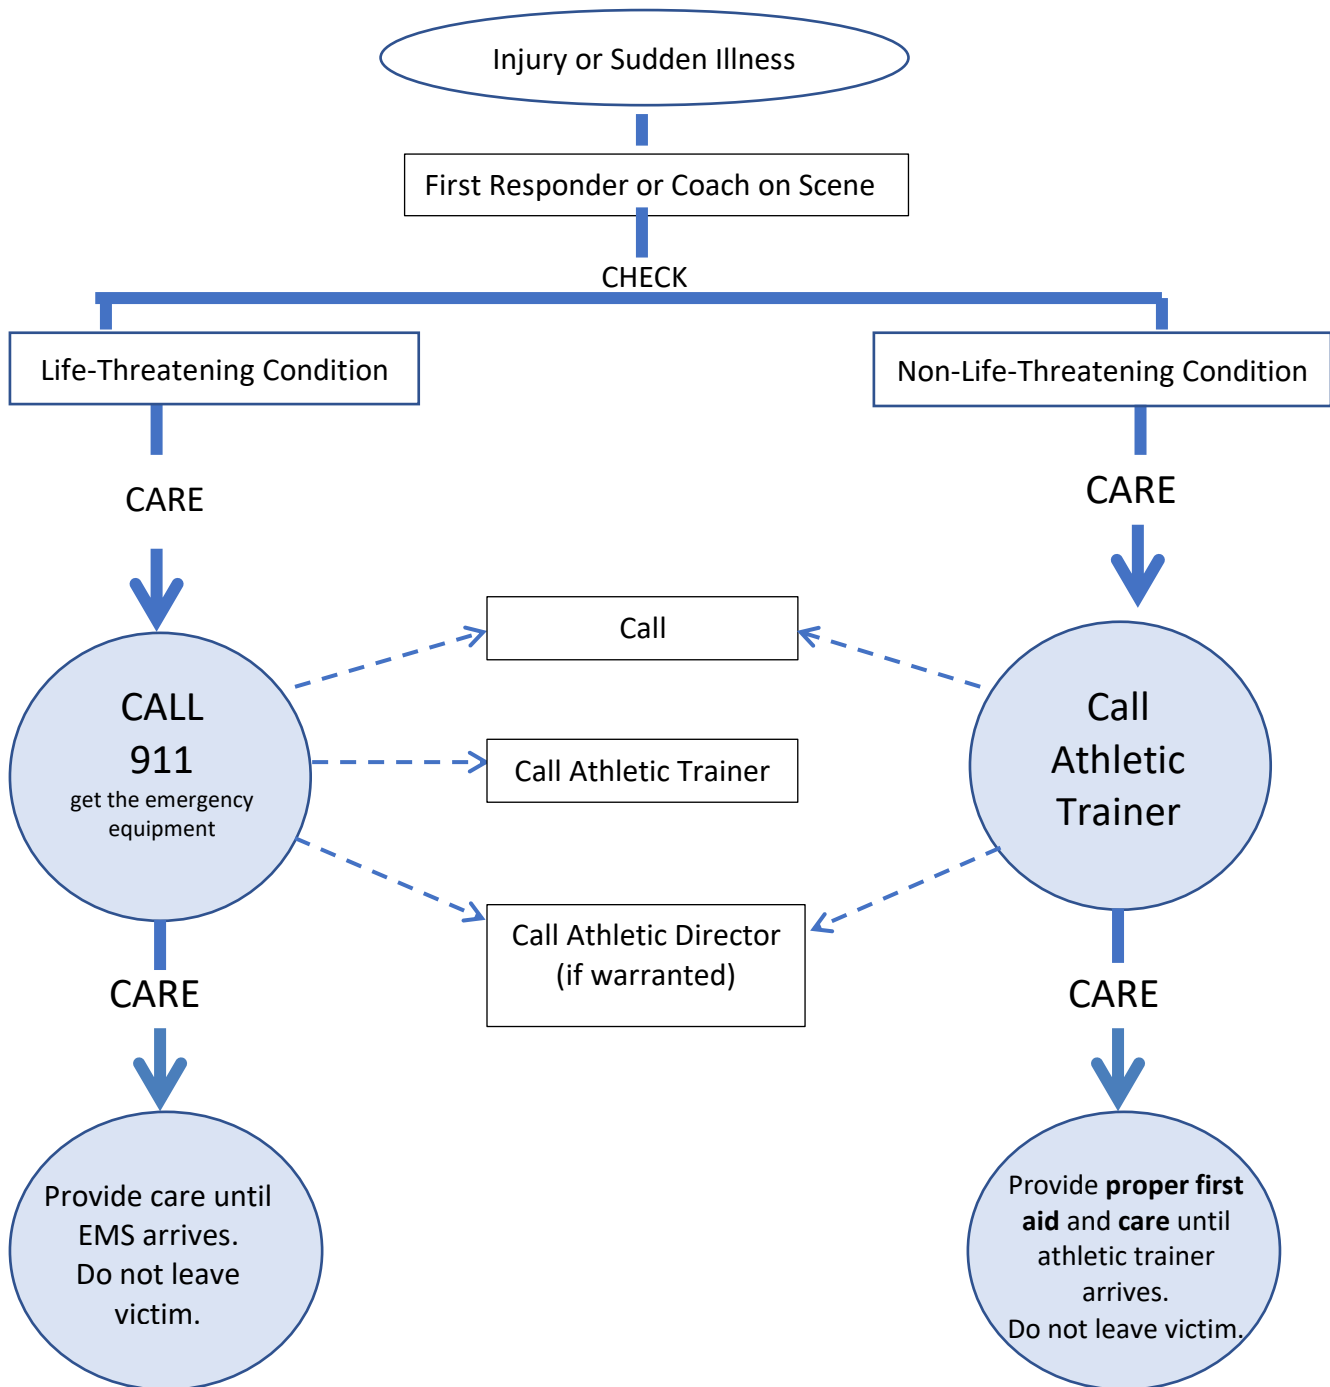 Injury or Sudden Illness
First Responder or Coach on Scene
CHECK
Life-Threatening Condition
Non-Life-Threatening Condition
CARE
CARE
Call
CALL
911
get the emergency
equipment
Call Athletic Trainer
Call
Athletic
Trainer
Call Athletic Director
(if warranted)
CARE
CARE
Provide care until
EMS arrives.
Do not leave
victim.
Provide proper first
aid and care until
athletic trainer
arrives.
Do not leave victim.